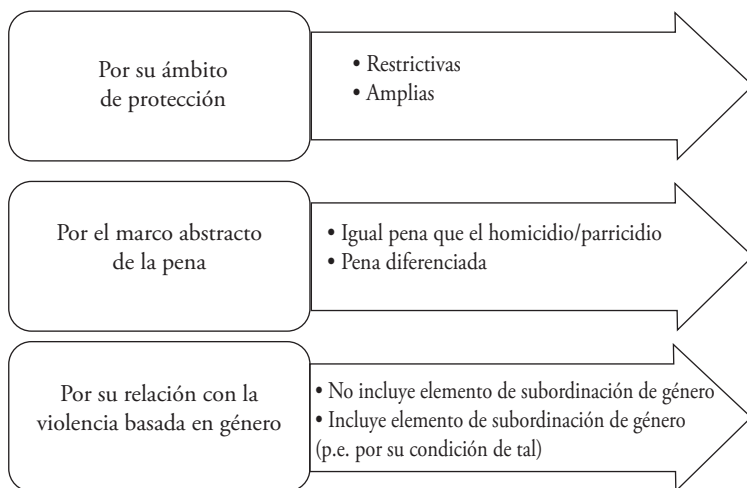 Por su ámbito
de protección
• Restrictivas
• Amplias
Por el marco abstracto
de la pena
• Igual pena que el homicidio/parricidio
• Pena diferenciada
Por su relación con la
violencia basada en género
• No incluye elemento de subordinación de género
• Incluye elemento de subordinación de género
(p.e. por su condición de tal)